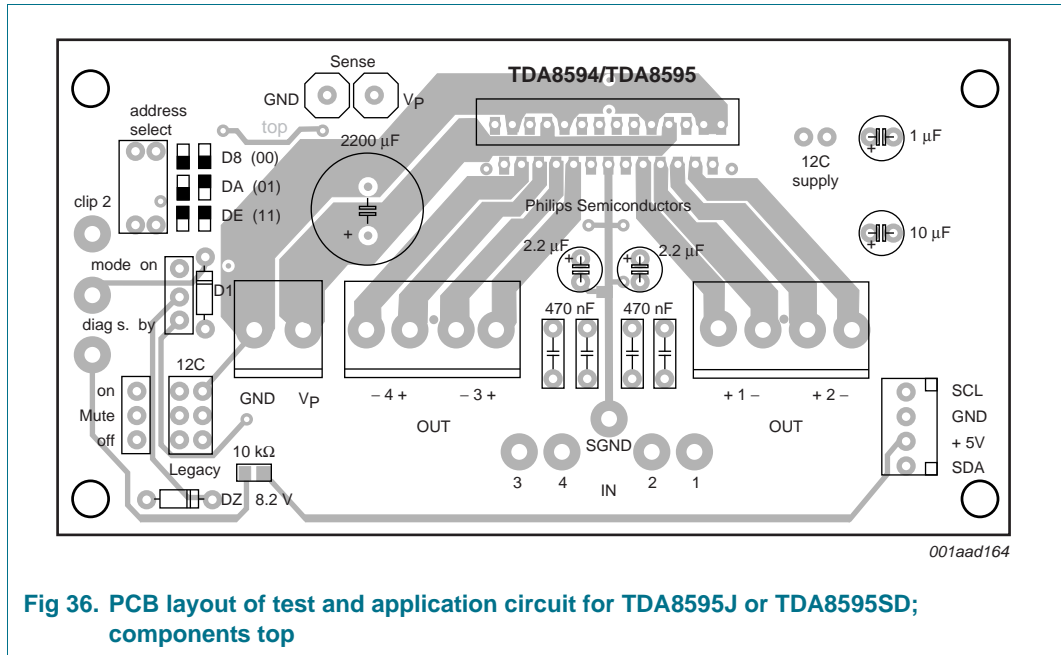 Sense
TDA8594/TDA8595
GND
VP
address
select
top
2200 µF
1 µF
D8 (00)
12C
supply
DA (01)
clip 2
DE (11)
Philips Semiconductors
+
10 µF
mode on
2.2 µF
2.2 µF
D1
diag s. by
470 nF
470 nF
12C
on
GND
VP
− 4 +
− 3 +
+ 1 −
+ 2 −
SCL
Mute
OUT
SGND
OUT
GND
off
+ 5V
Legacy
10 kΩ
3
4
IN
2
1
SDA
DZ
8.2 V
001aad164
Fig 36. PCB layout of test and application circuit for TDA8595J or TDA8595SD;
components top